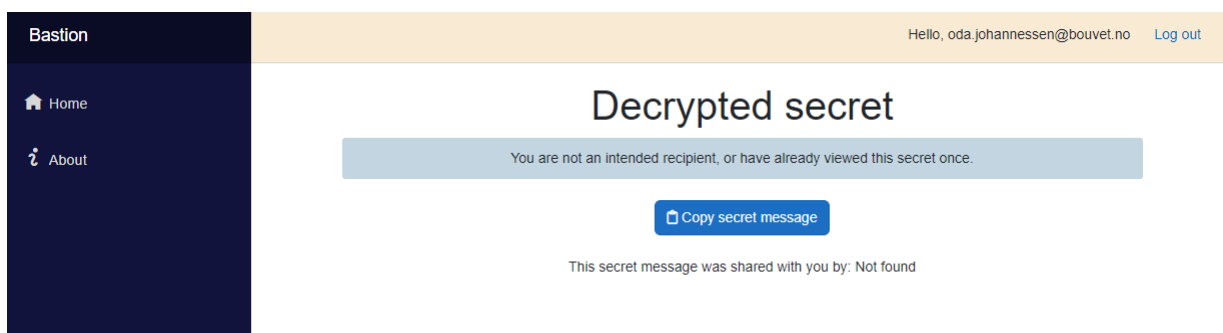 Bastion
Hello, oda.johannessen@bouvet.no Log out
Home
About
Decrypted secret
You are not an intended recipient, or have already viewed this secret once.
Copy secret message
This secret message was shared with you by: Not found